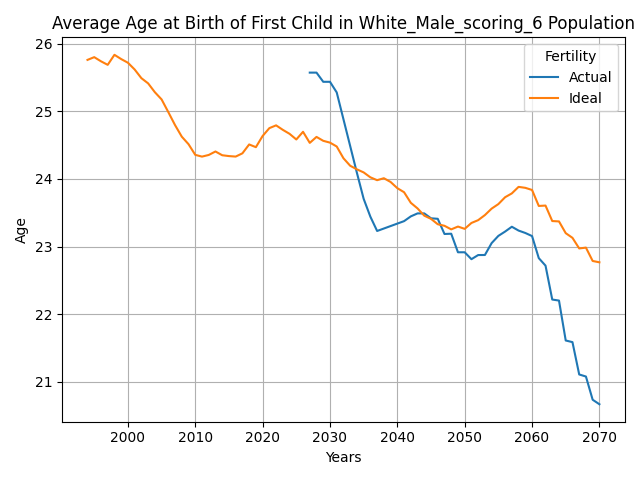 Average Age at Birth of First Child in White_Male_scoring_6 Population
Fertility
Actual
Ideal
Age
26
25
24
23
22
21
2000 2010 2020 2030 2040 2050 2060 2070
Years